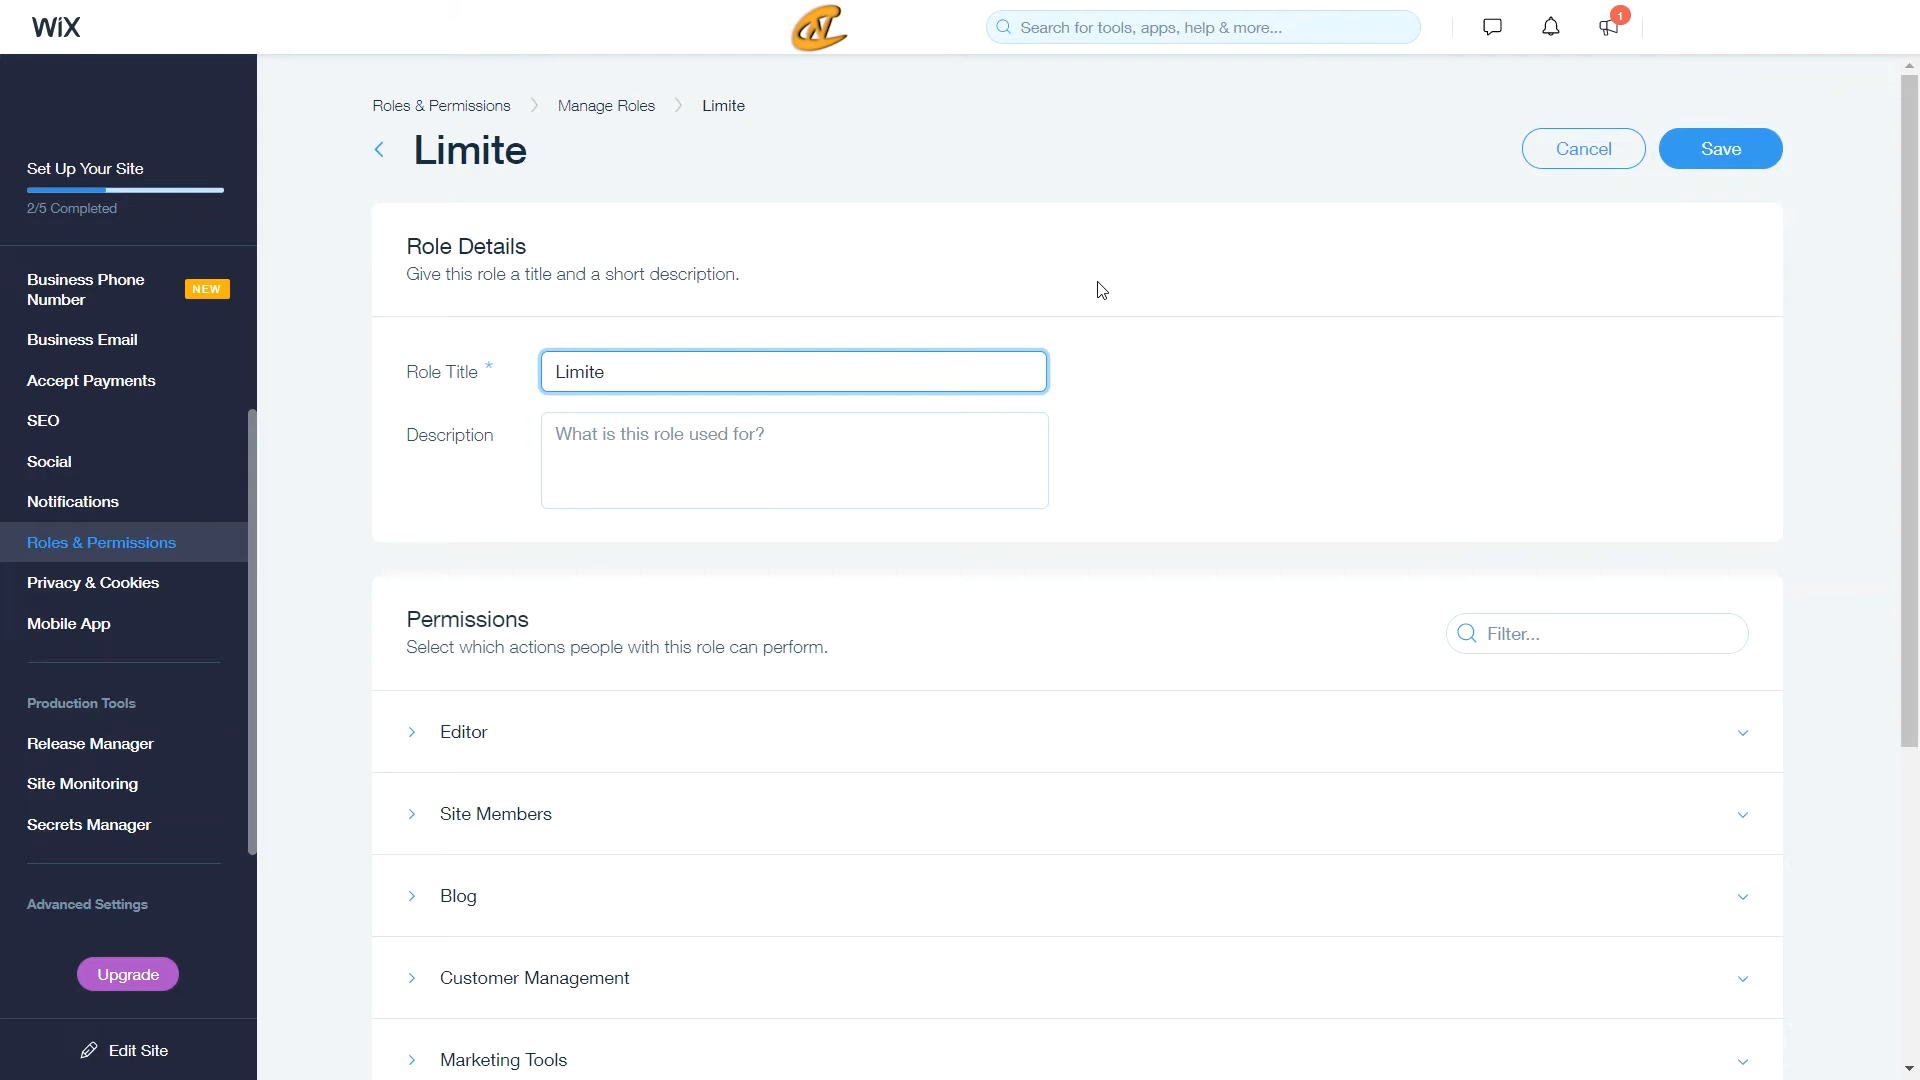 WiX
Search for tools, apps, help & more...
1
Set Up Your Site
2/5 Completed
Business Phone
Number
NEW
Business Email
Accept Payments
SEO
Social
Notifications
Roles & Permissions
Privacy & Cookies
Mobile App
Production Tools
Release Manager
Site Monitoring
Secrets Manager
Advanced Settings
Upgrade
Edit Site
Roles & Permissions
Manage Roles
Limite
Limite
Cancel
Save
Role Details
Give this role a title and a short description.
Role Title *
Limite
Description
What is this role used for?
Permissions
Select which actions people with this role can perform.
Filter...
Editor
Site Members
Blog
Customer Management
Marketing Tools